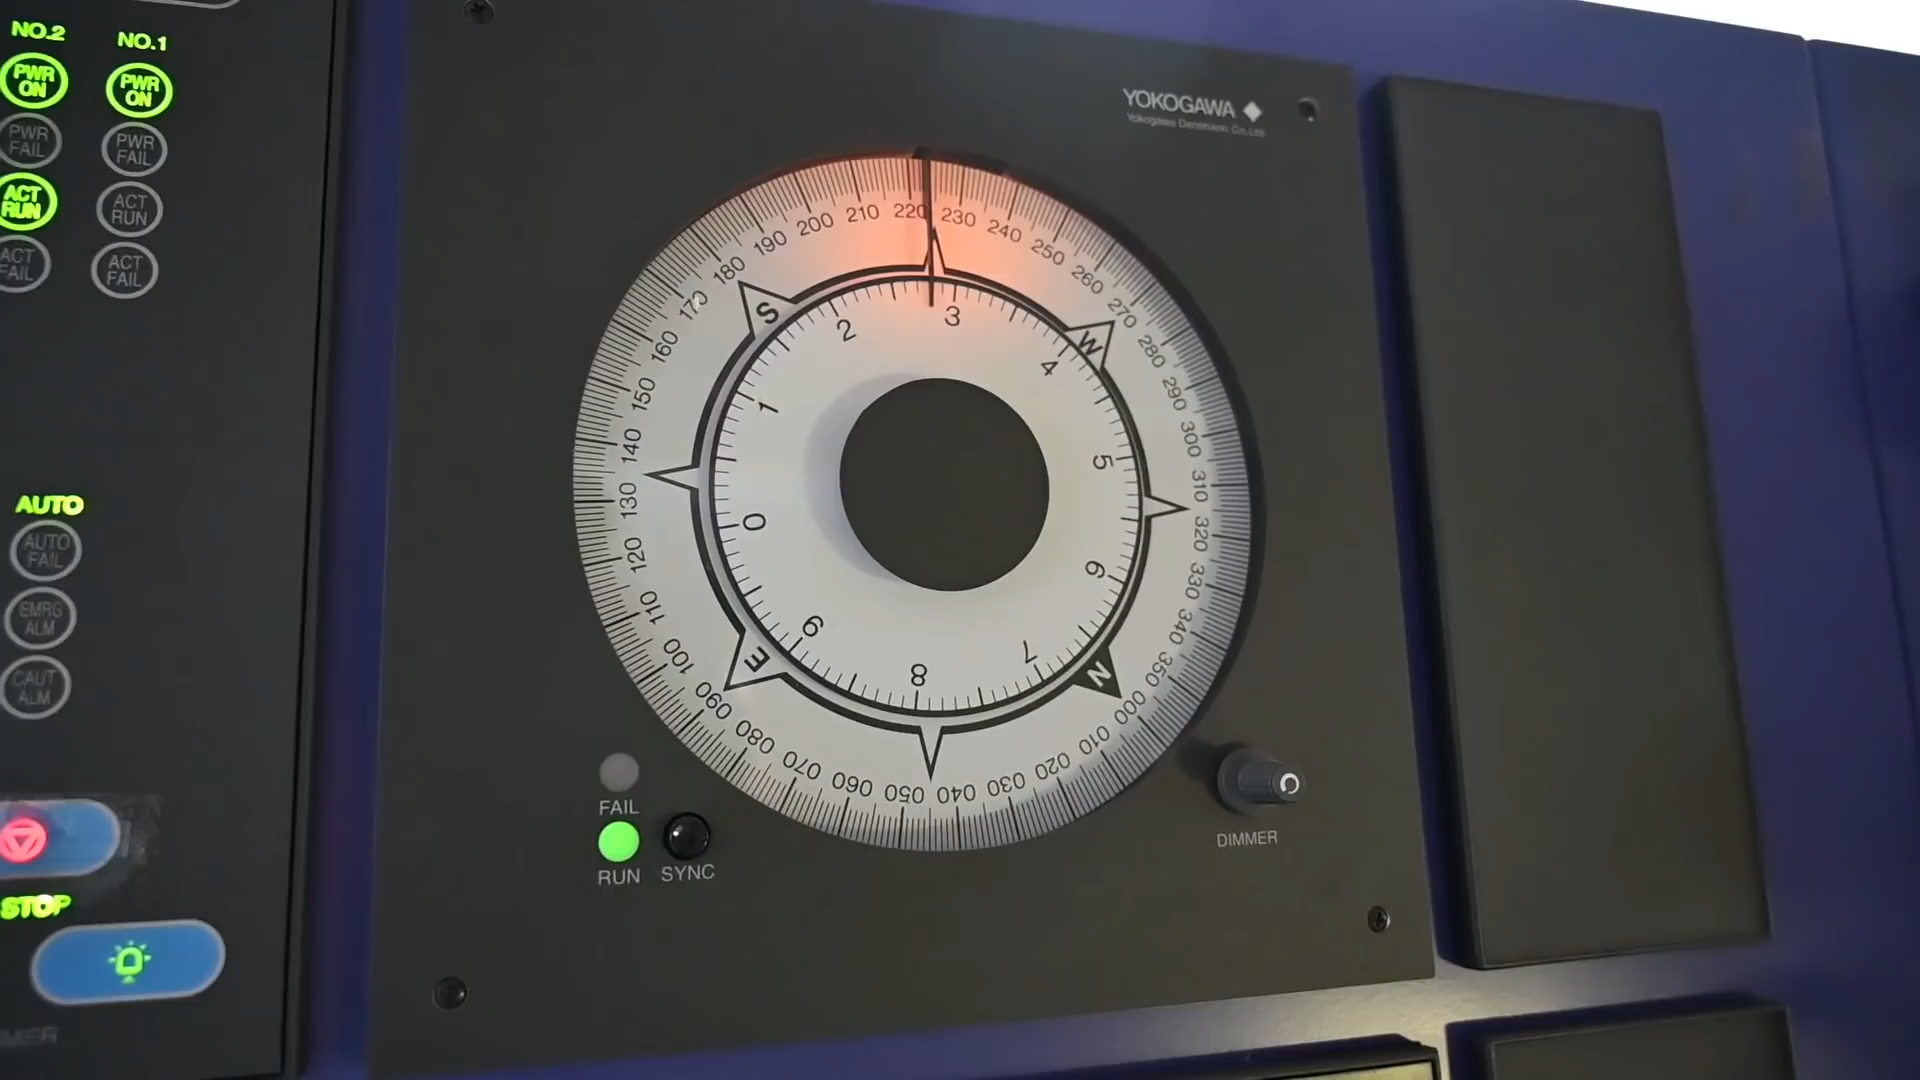 NO.2 NO.1
PWR ON PWR ON
PWR FAIL PWR FAIL
ACT RUN ACT RUN
ACT FAIL ACT FAIL
AUTO
AUTO FAIL
EMRG ALM
CAUT ALM
STOP
YOKOGAWA
Yokogawa Denshikiki Co.,Ltd.
000 010 020 030 040 050 060 070 080 090 100 110 120 130 140 150 160 170 180 190 200 210 220 230 240 250 260 270 280 290 300 310 320 330 340 350
N E S W
0 1 2 3 4 5 6 7 8 9
FAIL
RUN SYNC
DIMMER